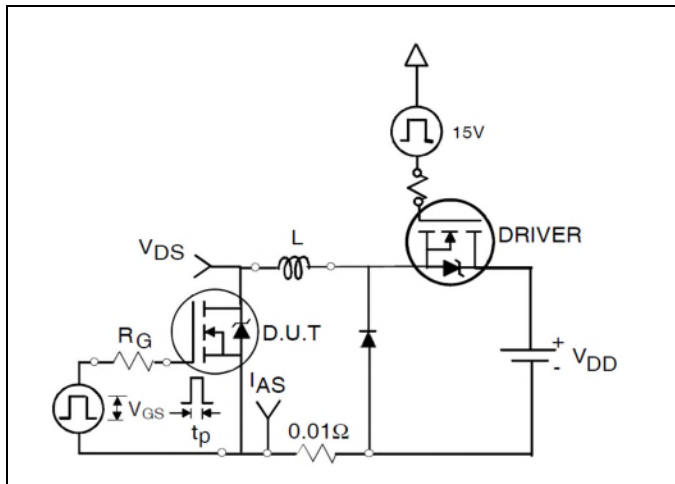 15V
DRIVER
L
VDS
RG
D.U.T
IAS
+
VDD
-
VGS
tp
0.01Ω